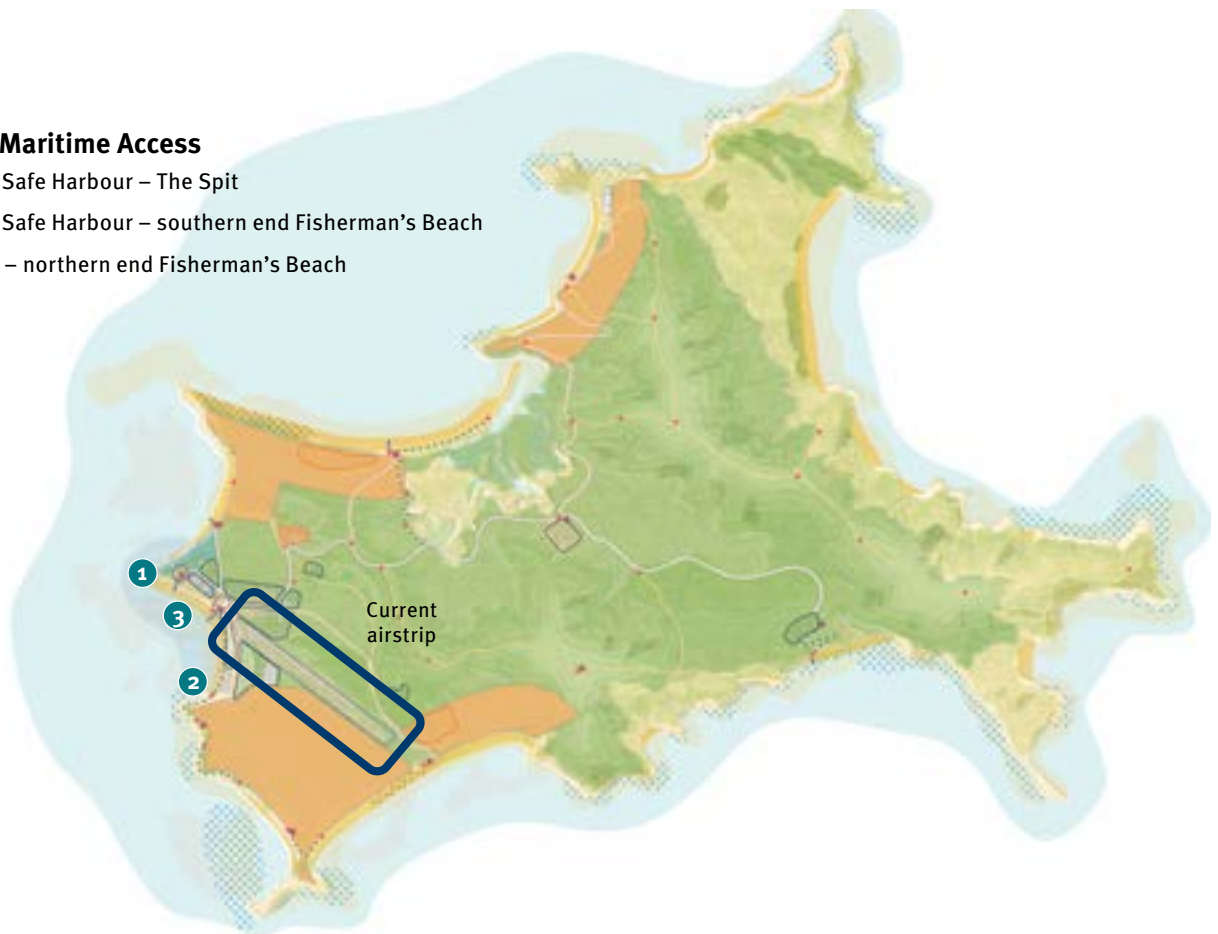 Maritime Access
Safe Harbour – The Spit
Safe Harbour – southern end Fisherman’s Beach
– northern end Fisherman’s Beach
1
3
2
Current
airstrip